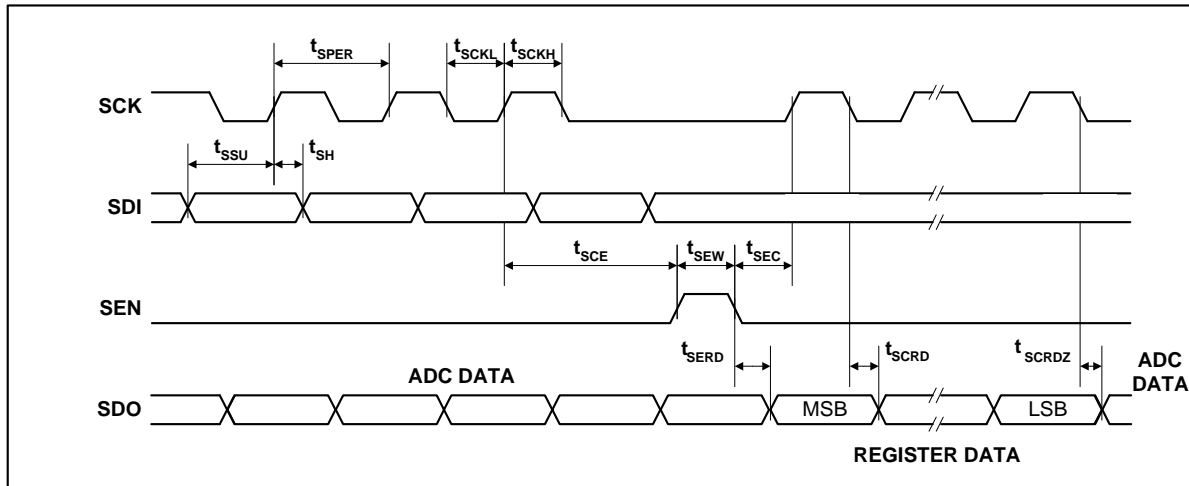 tSPER
tSCKL
tSCKH
SCK
tSSU
tSH
SDI
tSCE
tSEW
tSEC
SEN
tSERD
tSCRD
tSCRDZ
ADC DATA
ADC
DATA
SDO
MSB
LSB
REGISTER DATA